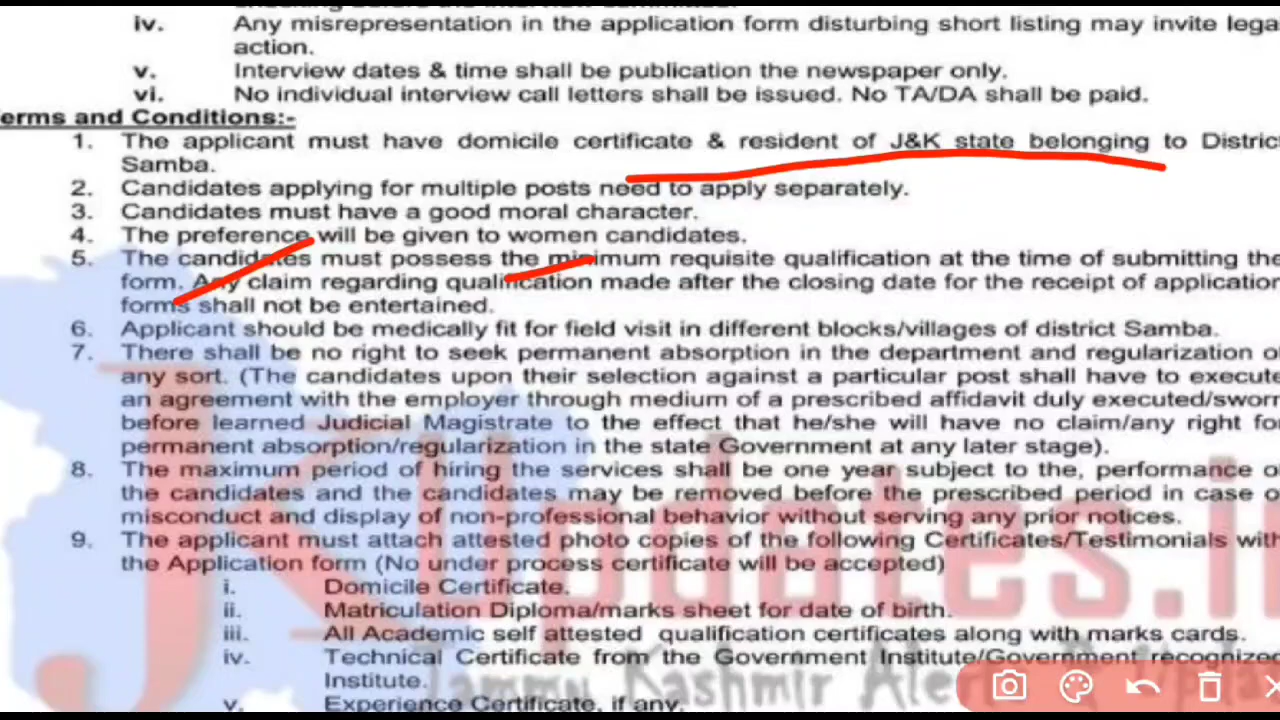 checking before the interview committee.
iv. Any misrepresentation in the application form disturbing short listing may invite lega
action.
v. Interview dates & time shall be publication the newspaper only.
vi. No individual interview call letters shall be issued. No TA/DA shall be paid.
erms and Conditions:-
1. The applicant must have domicile certificate & resident of J&K state belonging to Distric
Samba.
2. Candidates applying for multiple posts need to apply separately.
3. Candidates must have a good moral character.
4. The preference will be given to women candidates.
5. The candidates must possess the minimum requisite qualification at the time of submitting the
form. Any claim regarding qualification made after the closing date for the receipt of application
forms shall not be entertained.
6. Applicant should be medically fit for field visit in different blocks/villages of district Samba.
7. There shall be no right to seek permanent absorption in the department and regularization of
any sort. (The candidates upon their selection against a particular post shall have to execute
an agreement with the employer through medium of a prescribed affidavit duly executed/sworn
before learned Judicial Magistrate to the effect that he/she will have no claim/any right for
permanent absorption/regularization in the state Government at any later stage).
8. The maximum period of hiring the services shall be one year subject to the, performance of
the candidates and the candidates may be removed before the prescribed period in case of
misconduct and display of non-professional behavior without serving any prior notices.
9. The applicant must attach attested photo copies of the following Certificates/Testimonials with
the Application form (No under process certificate will be accepted)
i. Domicile Certificate.
ii. Matriculation Diploma/marks sheet for date of birth.
iii. All Academic self attested qualification certificates along with marks cards.
iv. Technical Certificate from the Government Institute/Government recognized
Institute.
v. Experience Certificate, if any.
JKUpdates.in
Jammu Kashmir Aler